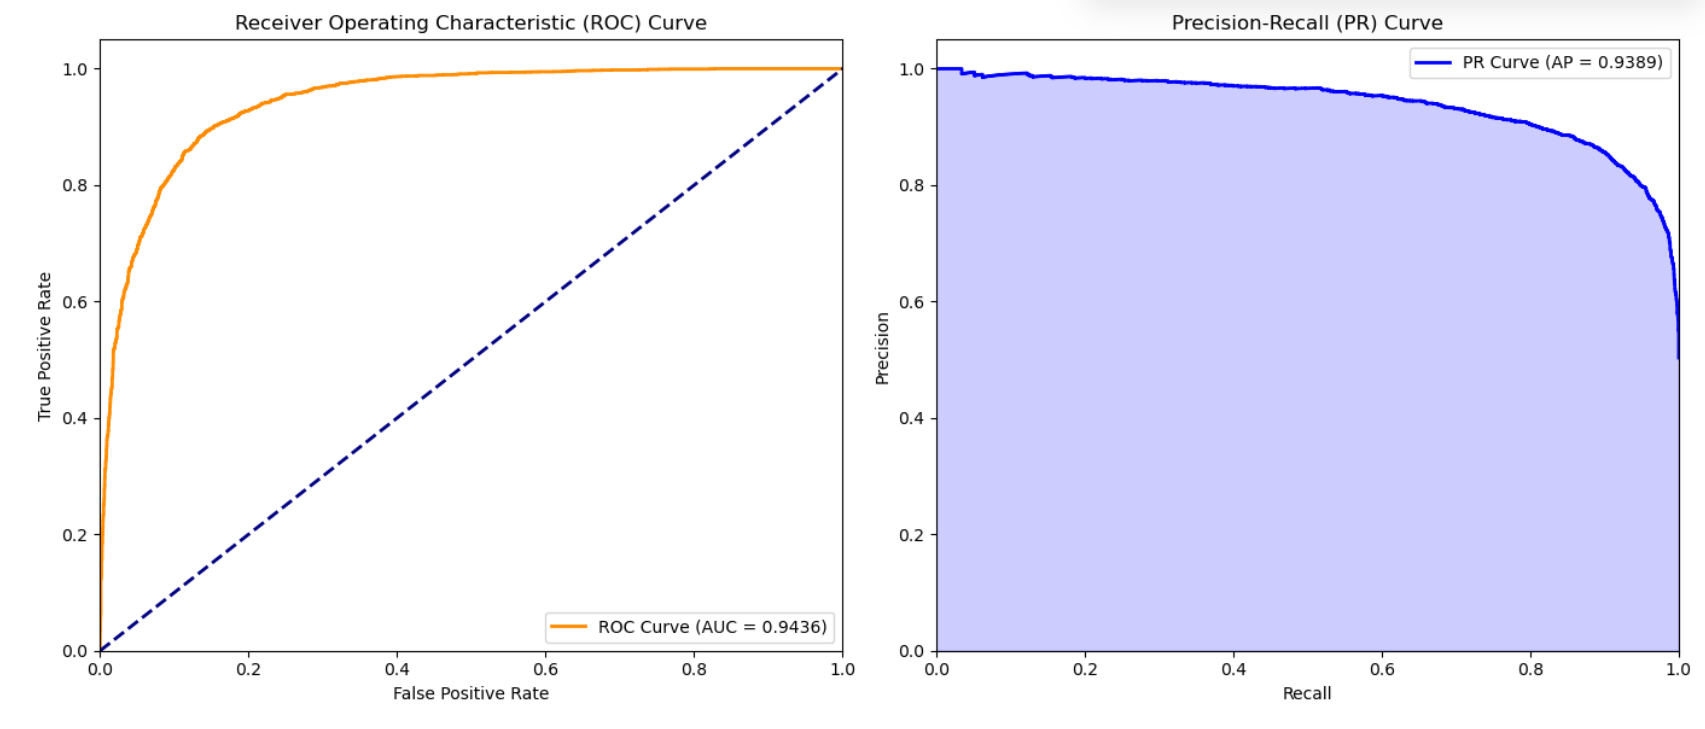 Receiver Operating Characteristic (ROC) Curve
True Positive Rate
1.0
0.8
0.6
0.4
0.2
0.0
ROC Curve (AUC = 0.9436)
0.0 0.2 0.4 0.6 0.8 1.0
False Positive Rate
Precision-Recall (PR) Curve
Precision
1.0
0.8
0.6
0.4
0.2
0.0
PR Curve (AP = 0.9389)
0.0 0.2 0.4 0.6 0.8 1.0
Recall